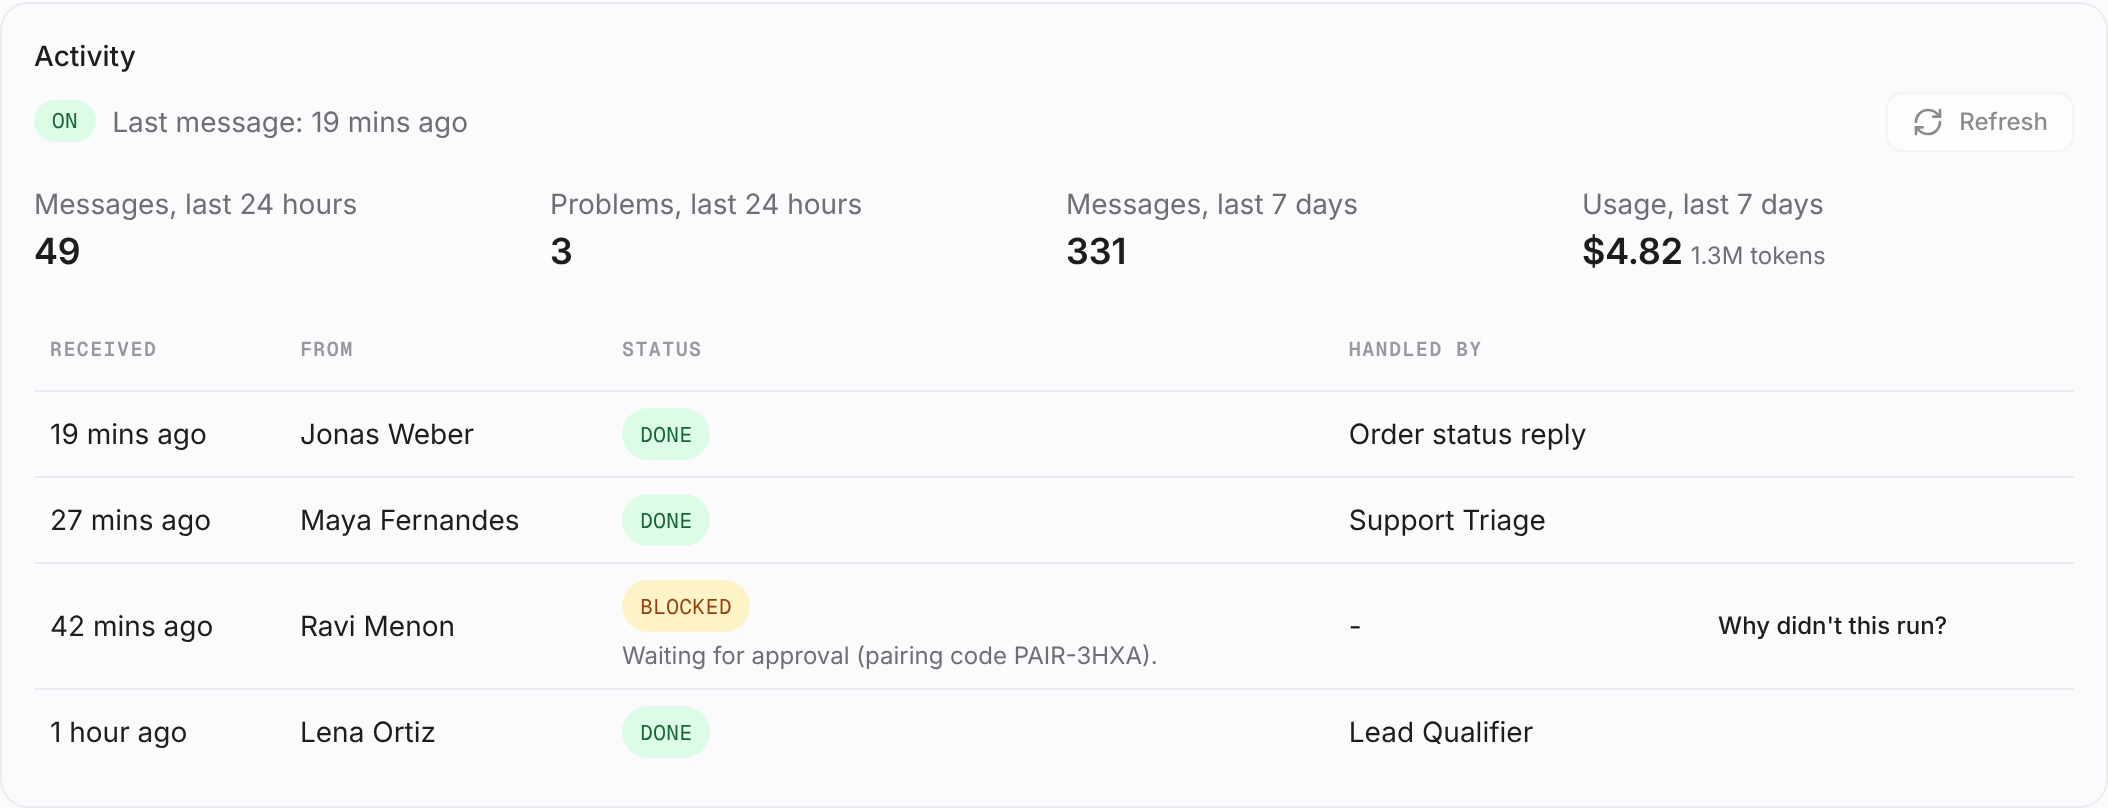 Activity
ON Last message: 19 mins ago Refresh
Messages, last 24 hours Problems, last 24 hours Messages, last 7 days Usage, last 7 days
49 3 331 $4.82 1.3M tokens
RECEIVED FROM STATUS HANDLED BY
19 mins ago Jonas Weber DONE Order status reply
27 mins ago Maya Fernandes DONE Support Triage
42 mins ago Ravi Menon BLOCKED - Why didn't this run?
Waiting for approval (pairing code PAIR-3HXA).
1 hour ago Lena Ortiz DONE Lead Qualifier